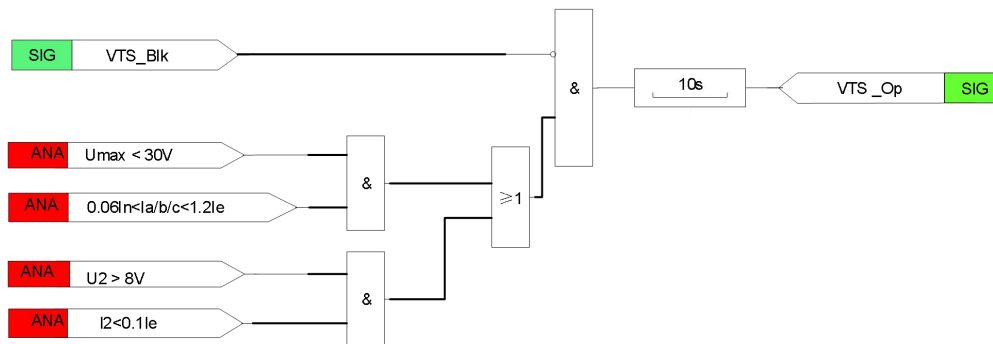 SIG VTS_Blk
&
10s
VTS _Op SIG
ANA Umax < 30V
&
≥1
ANA 0.06In<Ia/b/c<1.2Ie
ANA U2 > 8V
&
ANA I2<0.1Ie